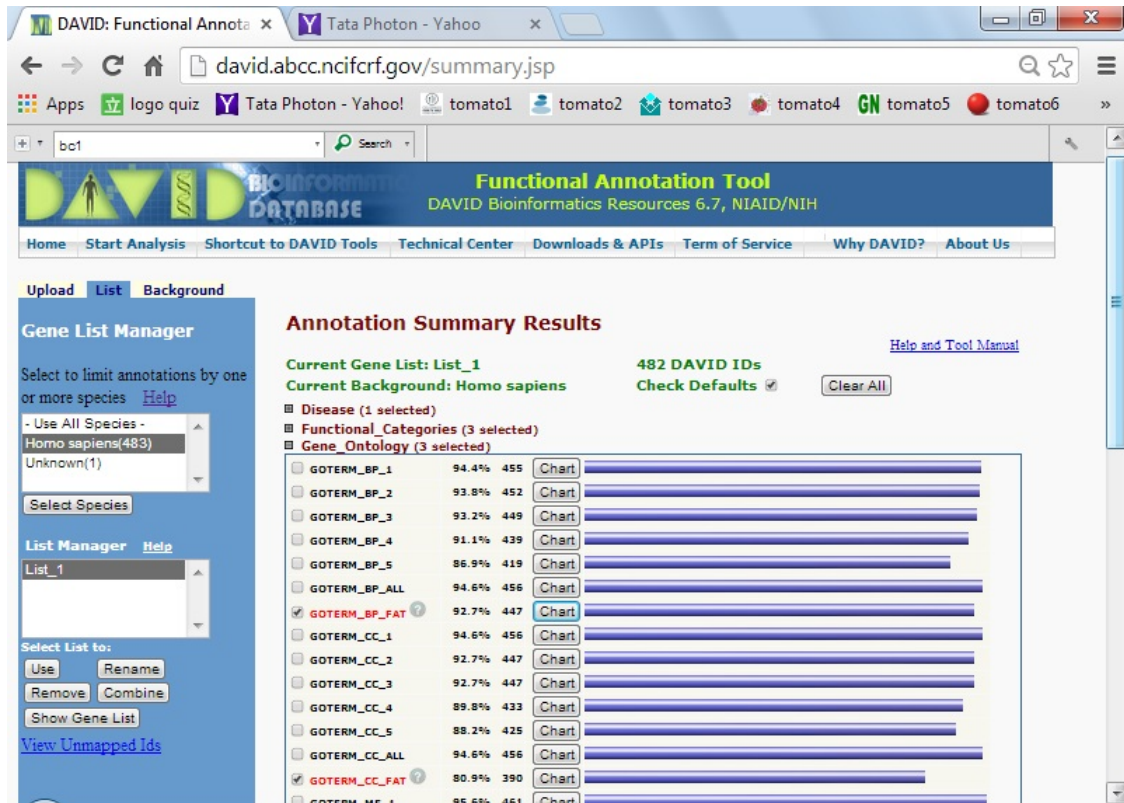 DAVID: Functional Annota
Tata Photon - Yahoo
david.abcc.ncifcrf.gov/summary.jsp
Apps logo quiz Tata Photon - Yahoo! tomato1 tomato2 tomato3 tomato4 GN tomato5 tomato6 »
bc1 Search
DAVID BIOINFORMATIC DATABASE
Functional Annotation Tool
DAVID Bioinformatics Resources 6.7, NIAID/NIH
Home Start Analysis Shortcut to DAVID Tools Technical Center Downloads & APIs Term of Service Why DAVID? About Us
Upload List Background
Gene List Manager
Select to limit annotations by one
or more species Help
- Use All Species -
Homo sapiens(483)
Unknown(1)
Select Species
List Manager Help
List_1
Select List to:
Use Rename
Remove Combine
Show Gene List
View Unmapped Ids
Annotation Summary Results
Help and Tool Manual
Current Gene List: List_1 482 DAVID IDs
Current Background: Homo sapiens Check Defaults Clear All
Disease (1 selected)
Functional_Categories (3 selected)
Gene_Ontology (3 selected)
GOTERM_BP_1 94.4% 455 Chart
GOTERM_BP_2 93.8% 452 Chart
GOTERM_BP_3 93.2% 449 Chart
GOTERM_BP_4 91.1% 439 Chart
GOTERM_BP_5 86.9% 419 Chart
GOTERM_BP_ALL 94.6% 456 Chart
GOTERM_BP_FAT ? 92.7% 447 Chart
GOTERM_CC_1 94.6% 456 Chart
GOTERM_CC_2 92.7% 447 Chart
GOTERM_CC_3 92.7% 447 Chart
GOTERM_CC_4 89.8% 433 Chart
GOTERM_CC_5 88.2% 425 Chart
GOTERM_CC_ALL 94.6% 456 Chart
GOTERM_CC_FAT ? 80.9% 390 Chart
GOTERM_MF_1 95.6% 461 Chart